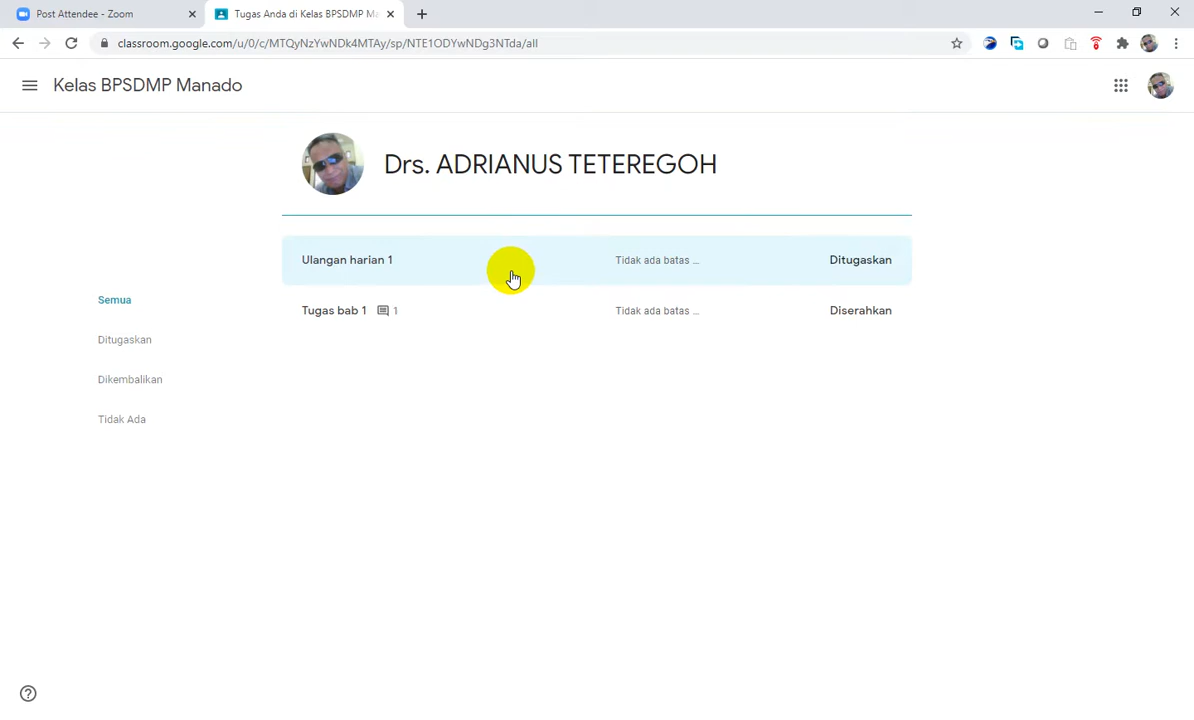 Post Attendee - Zoom
Tugas Anda di Kelas BPSDMP Ma
classroom.google.com/u/0/c/MTQyNzYwNDk4MTAy/sp/NTE1ODYwNDg3NTda/all
Kelas BPSDMP Manado
Drs. ADRIANUS TETEREGOH
Ulangan harian 1 Tidak ada batas ... Ditugaskan
Tugas bab 1 1 Tidak ada batas ... Diserahkan
Semua
Ditugaskan
Dikembalikan
Tidak Ada